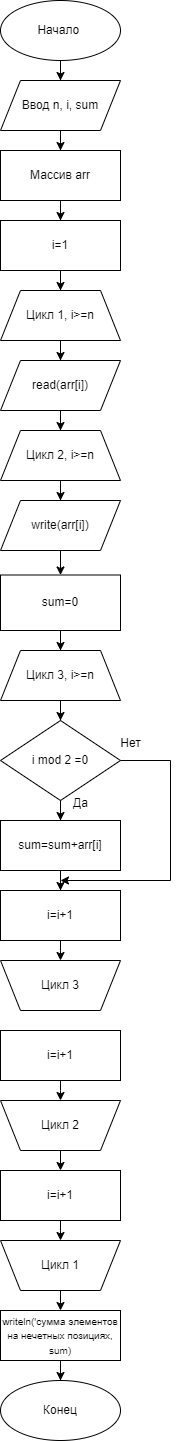 Начало
Ввод n, i, sum
Массив arr
i=1
Цикл 1, i>=n
read(arr[i])
Цикл 2, i>=n
write(arr[i])
sum=0
Цикл 3, i>=n
i mod 2 =0
Нет
Да
sum=sum+arr[i]
i=i+1
Цикл 3
i=i+1
Цикл 2
i=i+1
Цикл 1
writeln('сумма элементов
на нечетных позициях,
sum)
Конец